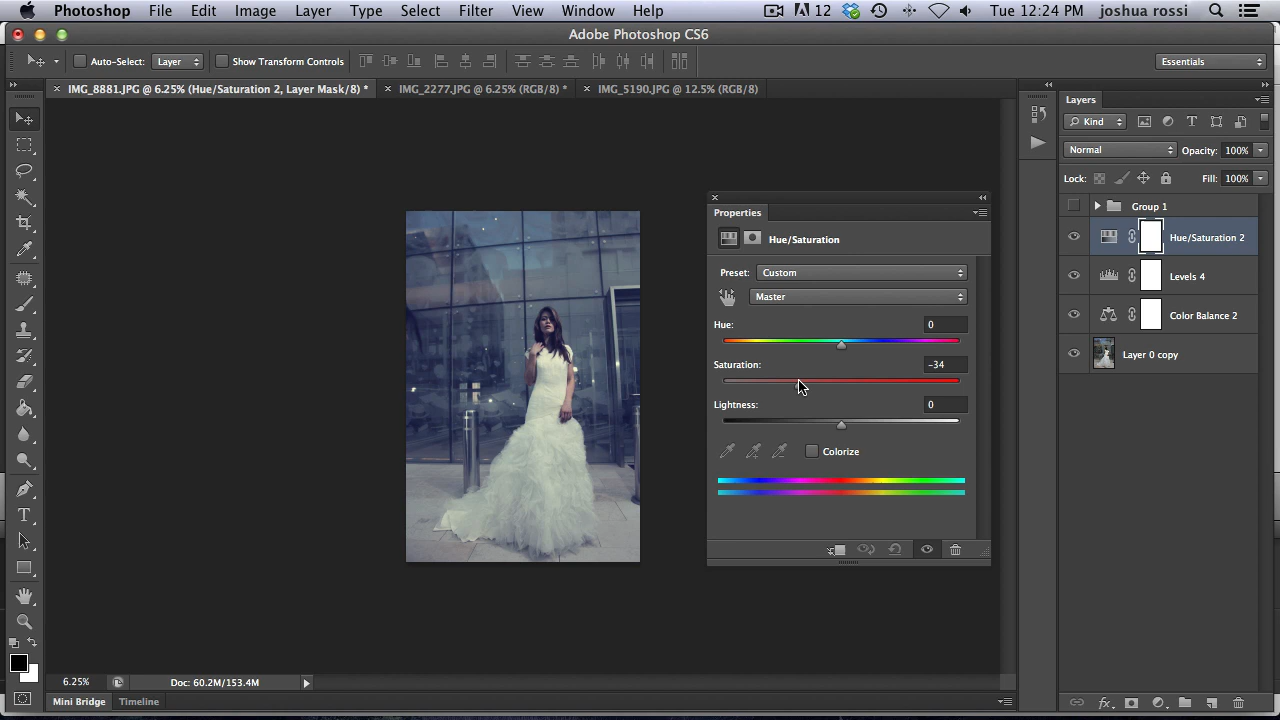 Photoshop File Edit Image Layer Type Select Filter View Window Help 12 Tue 12:24 PM joshua rossi
Adobe Photoshop CS6
Auto-Select: Layer Show Transform Controls Essentials
IMG_8881.JPG @ 6.25% (Hue/Saturation 2, Layer Mask/8) * IMG_2277.JPG @ 6.25% (RGB/8) * IMG_5190.JPG @ 12.5% (RGB/8)
Layers
Kind
Normal Opacity: 100%
Lock: Fill: 100%
Group 1
Hue/Saturation 2
Levels 4
Color Balance 2
Layer 0 copy
Properties
Hue/Saturation
Preset: Custom
Master
Hue: 0
Saturation: -34
Lightness: 0
Colorize
6.25% Doc: 60.2M/153.4M
Mini Bridge Timeline